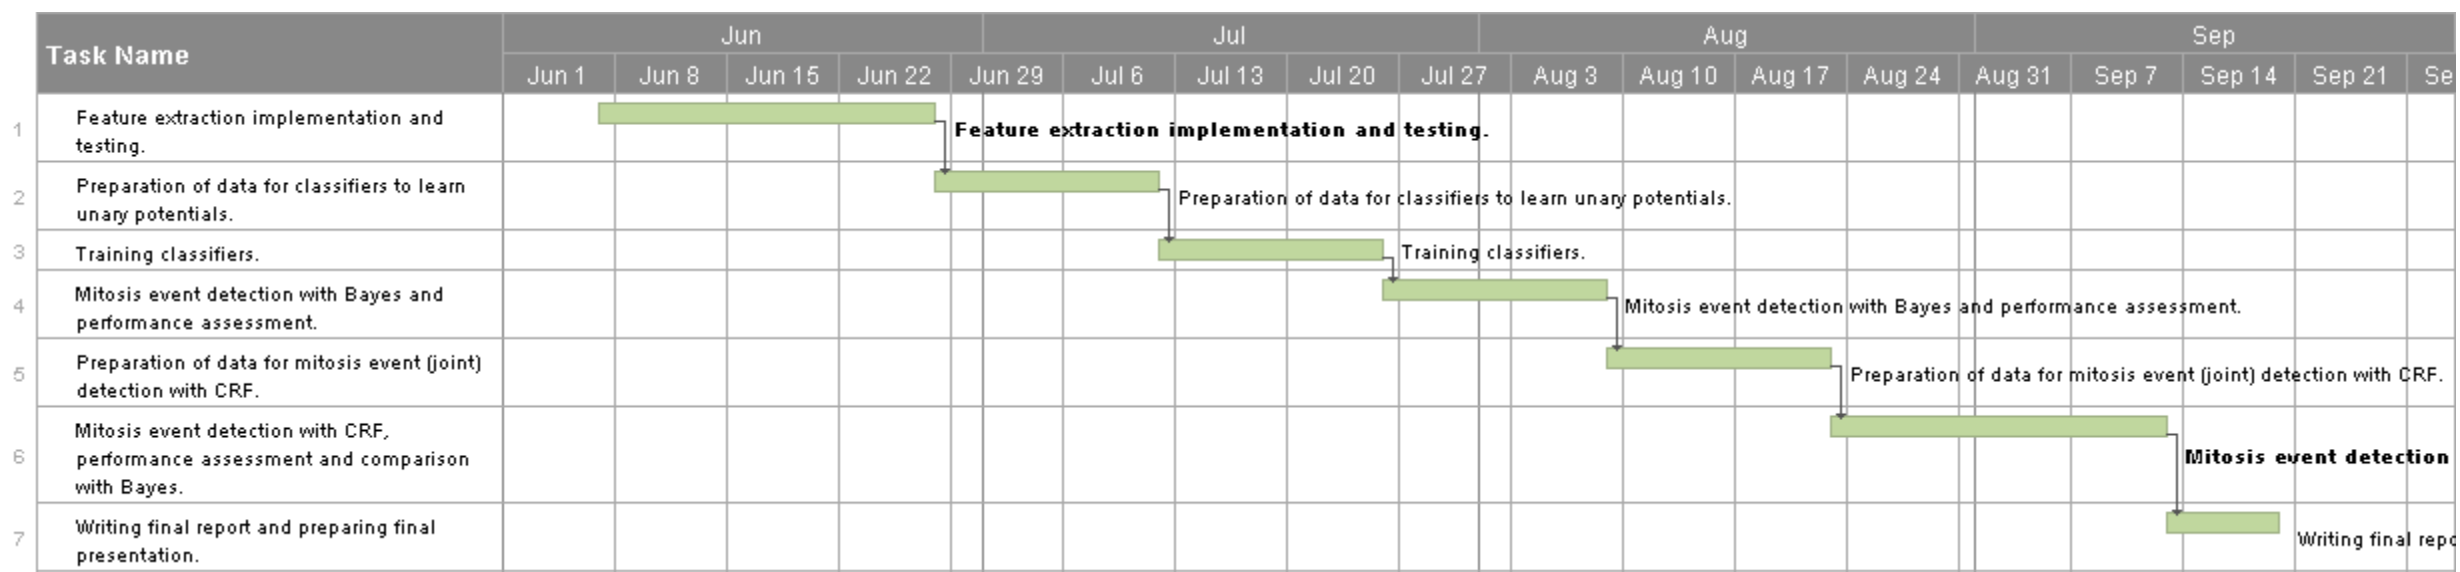 Task Name
Jun
Jul
Aug
Sep
Jun 1
Jun 8
Jun 15
Jun 22
Jun 29
Jul 6
Jul 13
Jul 20
Jul 27
Aug 3
Aug 10
Aug 17
Aug 24
Aug 31
Sep 7
Sep 14
Sep 21
Se
1
Feature extraction implementation and
testing.
Feature extraction implementation and testing.
2
Preparation of data for classifiers to learn
unary potentials.
Preparation of data for classifiers to learn unary potentials.
3
Training classifiers.
Training classifiers.
4
Mitosis event detection with Bayes and
performance assessment.
Mitosis event detection with Bayes and performance assessment.
5
Preparation of data for mitosis event (joint)
detection with CRF.
Preparation of data for mitosis event (joint) detection with CRF.
6
Mitosis event detection with CRF,
performance assessment and comparison
with Bayes.
Mitosis event detection
7
Writing final report and preparing final
presentation.
Writing final repo